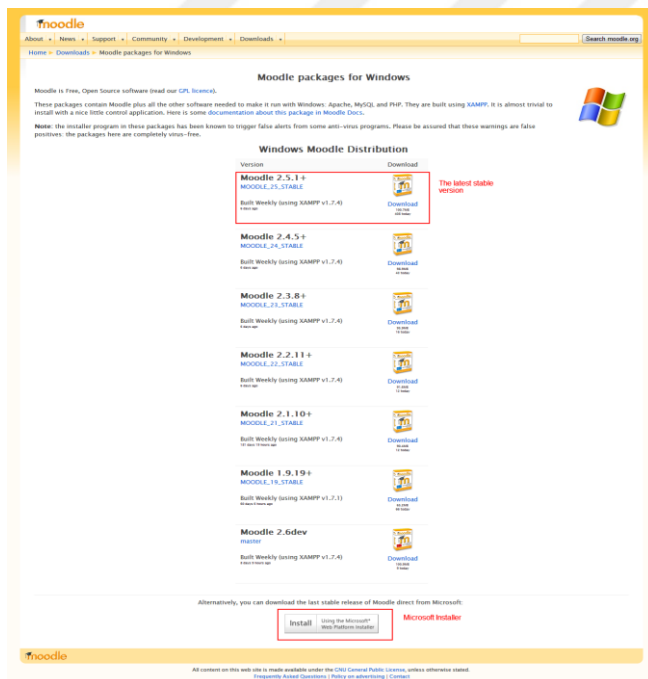 moodle
About News Support Community Development Downloads Search moodle.org
Home Downloads Moodle packages for Windows
Moodle packages for Windows
Moodle is Free, Open Source software (read our GPL licence).
These packages contain Moodle plus all the other software needed to make it run with Windows: Apache, MySQL and PHP. They are built using XAMPP. It is almost trivial to
install with a nice little control application. Here is some documentation about this package in Moodle Docs.
Note: the installer program in these packages has been known to trigger false alerts from some anti-virus programs. Please be assured that these warnings are false
positives: the packages here are completely virus-free.
Windows Moodle Distribution
Version Download
Moodle 2.5.1+
MOODLE_25_STABLE
The latest stable
version
Built Weekly (using XAMPP v1.7.4) Download
Moodle 2.4.5+
MOODLE_24_STABLE
Built Weekly (using XAMPP v1.7.4) Download
Moodle 2.3.8+
MOODLE_23_STABLE
Built Weekly (using XAMPP v1.7.4) Download
Moodle 2.2.11+
MOODLE_22_STABLE
Built Weekly (using XAMPP v1.7.4) Download
Moodle 2.1.10+
MOODLE_21_STABLE
Built Weekly (using XAMPP v1.7.4) Download
Moodle 1.9.19+
MOODLE_19_STABLE
Built Weekly (using XAMPP v1.7.1) Download
Moodle 2.6dev
master
Built Weekly (using XAMPP v1.7.4) Download
Alternatively, you can download the last stable release of Moodle direct from Microsoft:
Install Using the Microsoft®
Web Platform Installer
Microsoft Installer
moodle
All content on this web site is made available under the GNU General Public License, unless otherwise stated.
Frequently Asked Questions | Policy on advertising | Contact